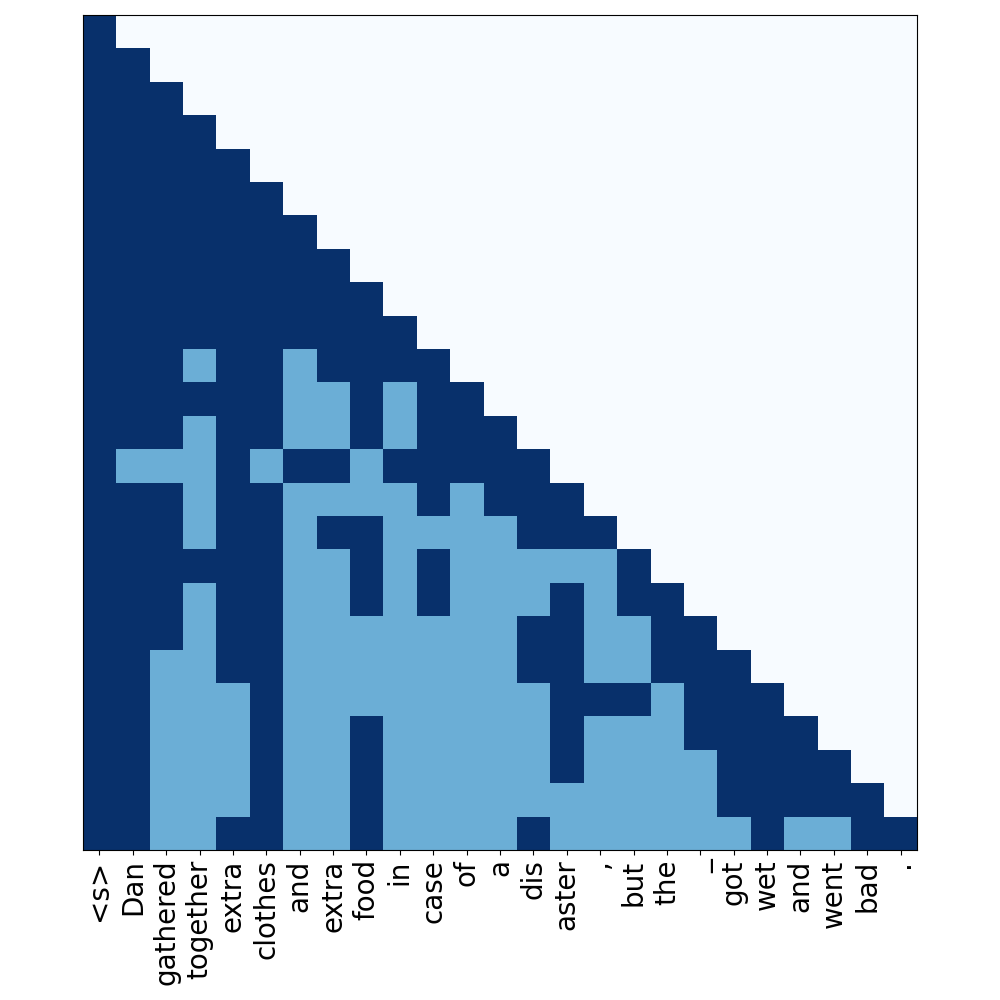 <s>
Dan
gathered
together
extra
clothes
and
extra
food
in
case
of
a
dis
aster
,
but
the
_
got
wet
and
went
bad
.